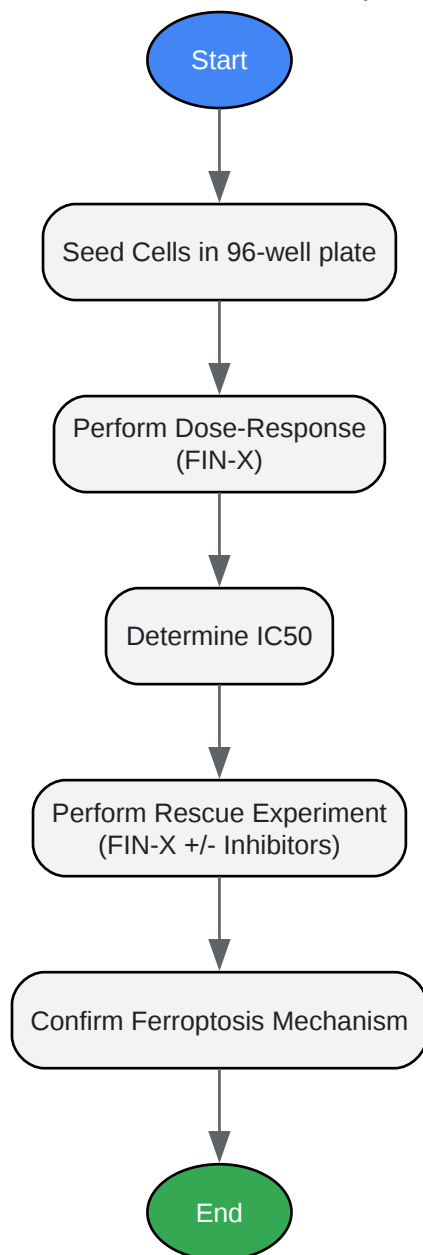 Start
Seed Cells in 96-well plate
Perform Dose-Response
(FIN-X)
Determine IC50
Perform Rescue Experiment
(FIN-X +/- Inhibitors)
Confirm Ferroptosis Mechanism
End